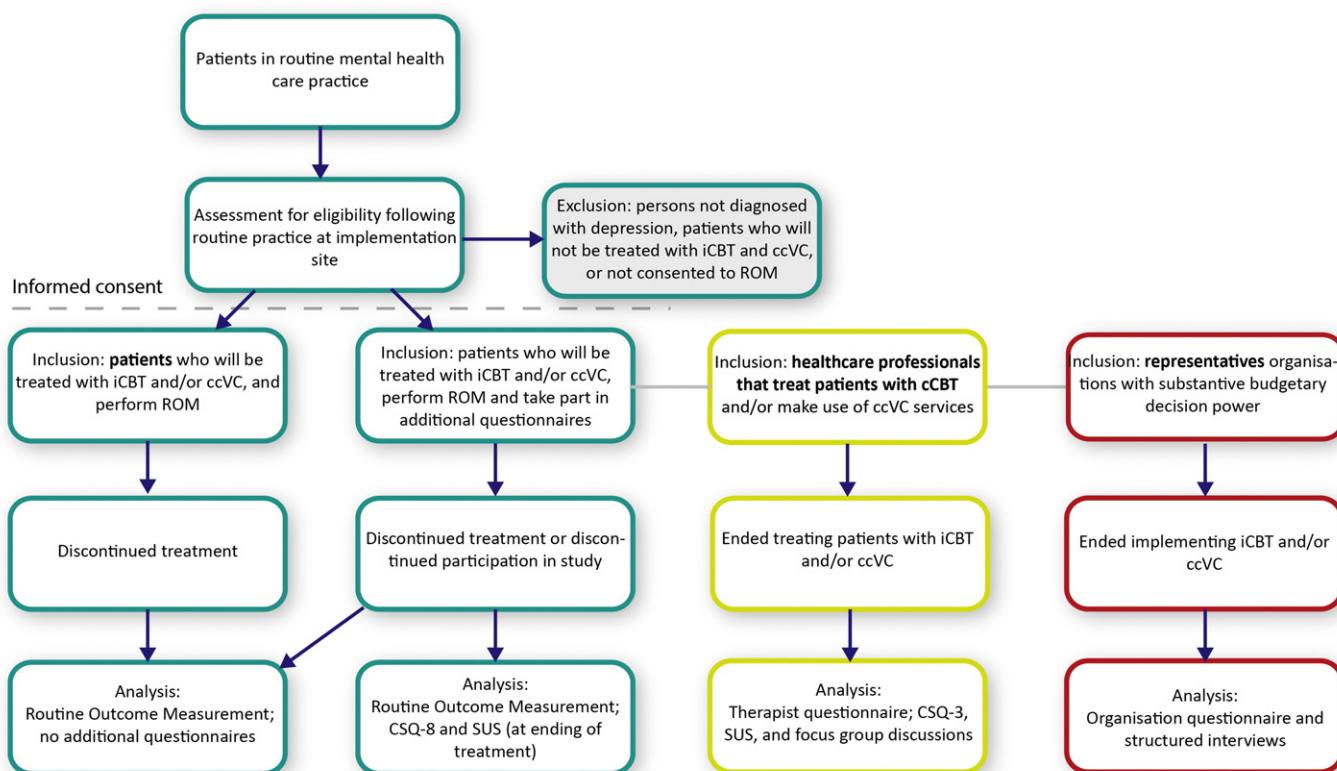 Patients in routine mental health
care practice
Assessment for eligibility following
routine practice at implementation
site
Exclusion: persons not diagnosed
with depression, patients who will
not be treated with iCBT and ccVC,
or not consented to ROM
Informed consent
Inclusion: patients who will be
treated with iCBT and/or ccVC, and
perform ROM
Inclusion: patients who will be
treated with iCBT and/or ccVC,
perform ROM and take part in
additional questionnaires
Inclusion: healthcare professionals
that treat patients with cCBT
and/or make use of ccVC services
Inclusion: representatives organisa-
tions with substantive budgetary
decision power
Discontinued treatment
Discontinued treatment or discon-
tinued participation in study
Ended treating patients with iCBT
and/or ccVC
Ended implementing iCBT and/or
ccVC
Analysis:
Routine Outcome Measurement;
no additional questionnaires
Analysis:
Routine Outcome Measurement;
CSQ-8 and SUS (at ending of
treatment)
Analysis:
Therapist questionnaire; CSQ-3,
SUS, and focus group discussions
Analysis:
Organisation questionnaire and
structured interviews